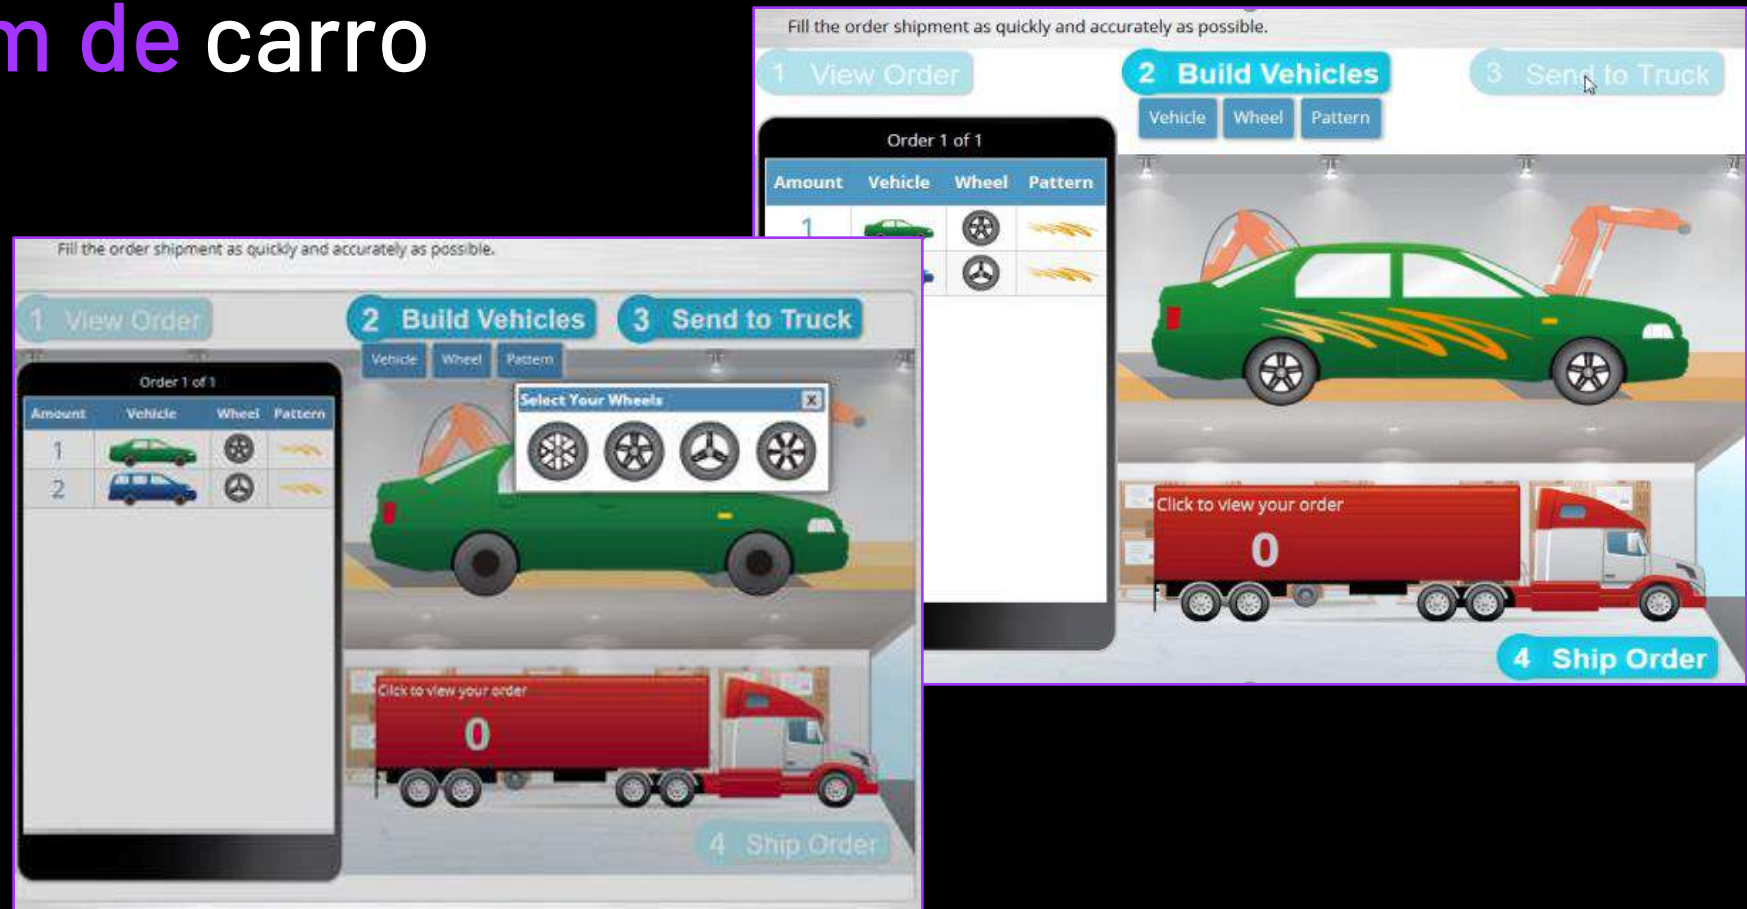 m de carro
Fill the order shipment as quickly and accurately as possible.
1 View Order
2 Build Vehicles
3 Send to Truck
Vehicle Wheel Pattern
Order 1 of 1
Amount Vehicle Wheel Pattern
1
Click to view your order
0
4 Ship Order
Fill the order shipment as quickly and accurately as possible.
1 View Order
2 Build Vehicles
3 Send to Truck
Vehicle Wheel Pattern
Order 1 of 1
Amount Vehicle Wheel Pattern
1
2
Select Your Wheels X
Click to view your order
0
4 Ship Order